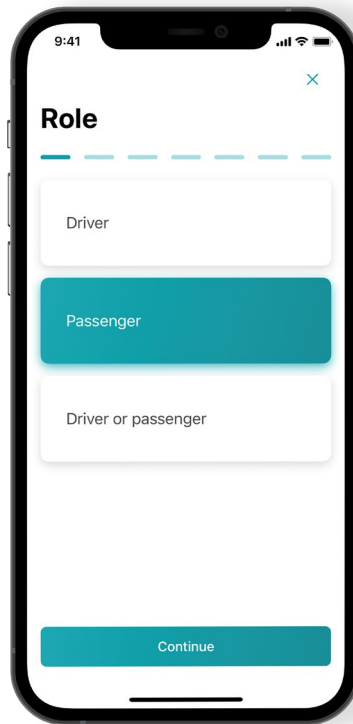 9:41
Role
Driver
Passenger
Driver or passenger
Continue